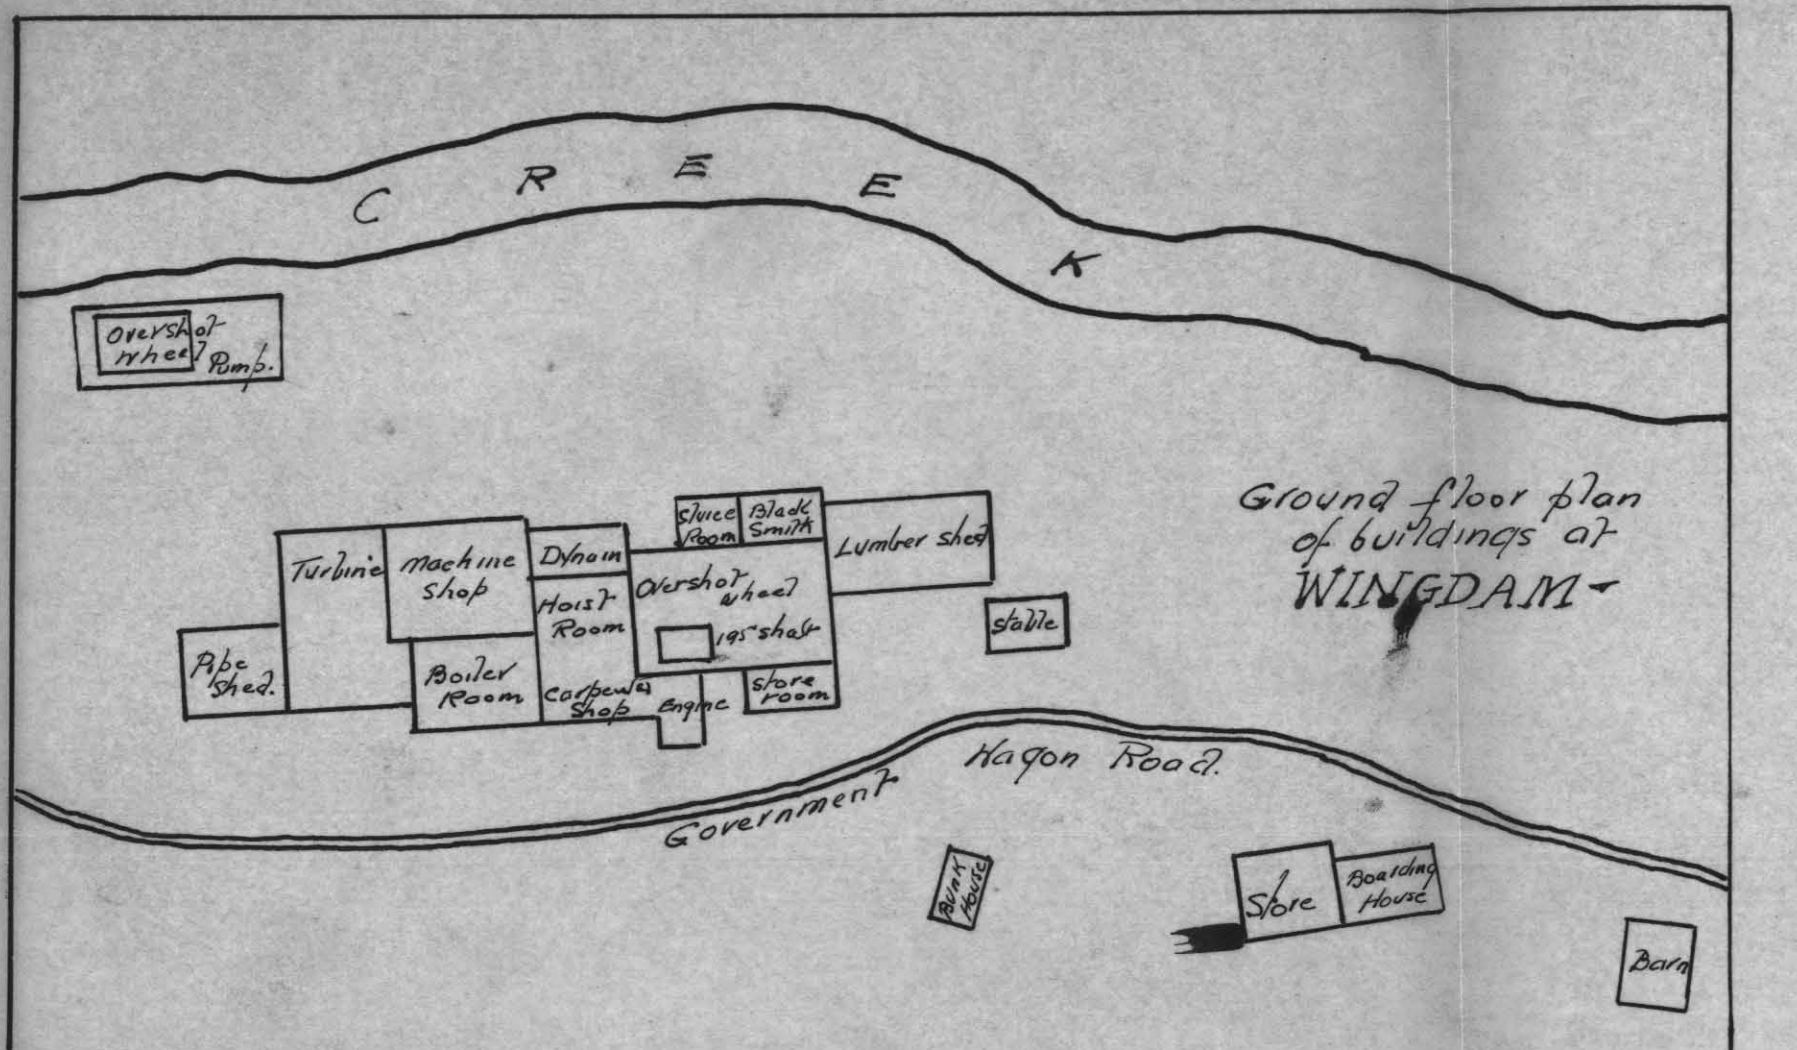 CREEK
Overshot
wheel
Pump.
Sluice
Room
Black
Smith
Lumber shed
Ground floor plan
of buildings at
WINGDAM
Turbine
Machine
Shop
Dynam
Hoist
Room
Overshot
wheel
195' shaft
Stable
Pipe
Shed.
Boiler
Room
Carpenter
Shop
Engine
Store
room
Government
Wagon Road.
Bunk
House
Store
Boarding
House
Barn